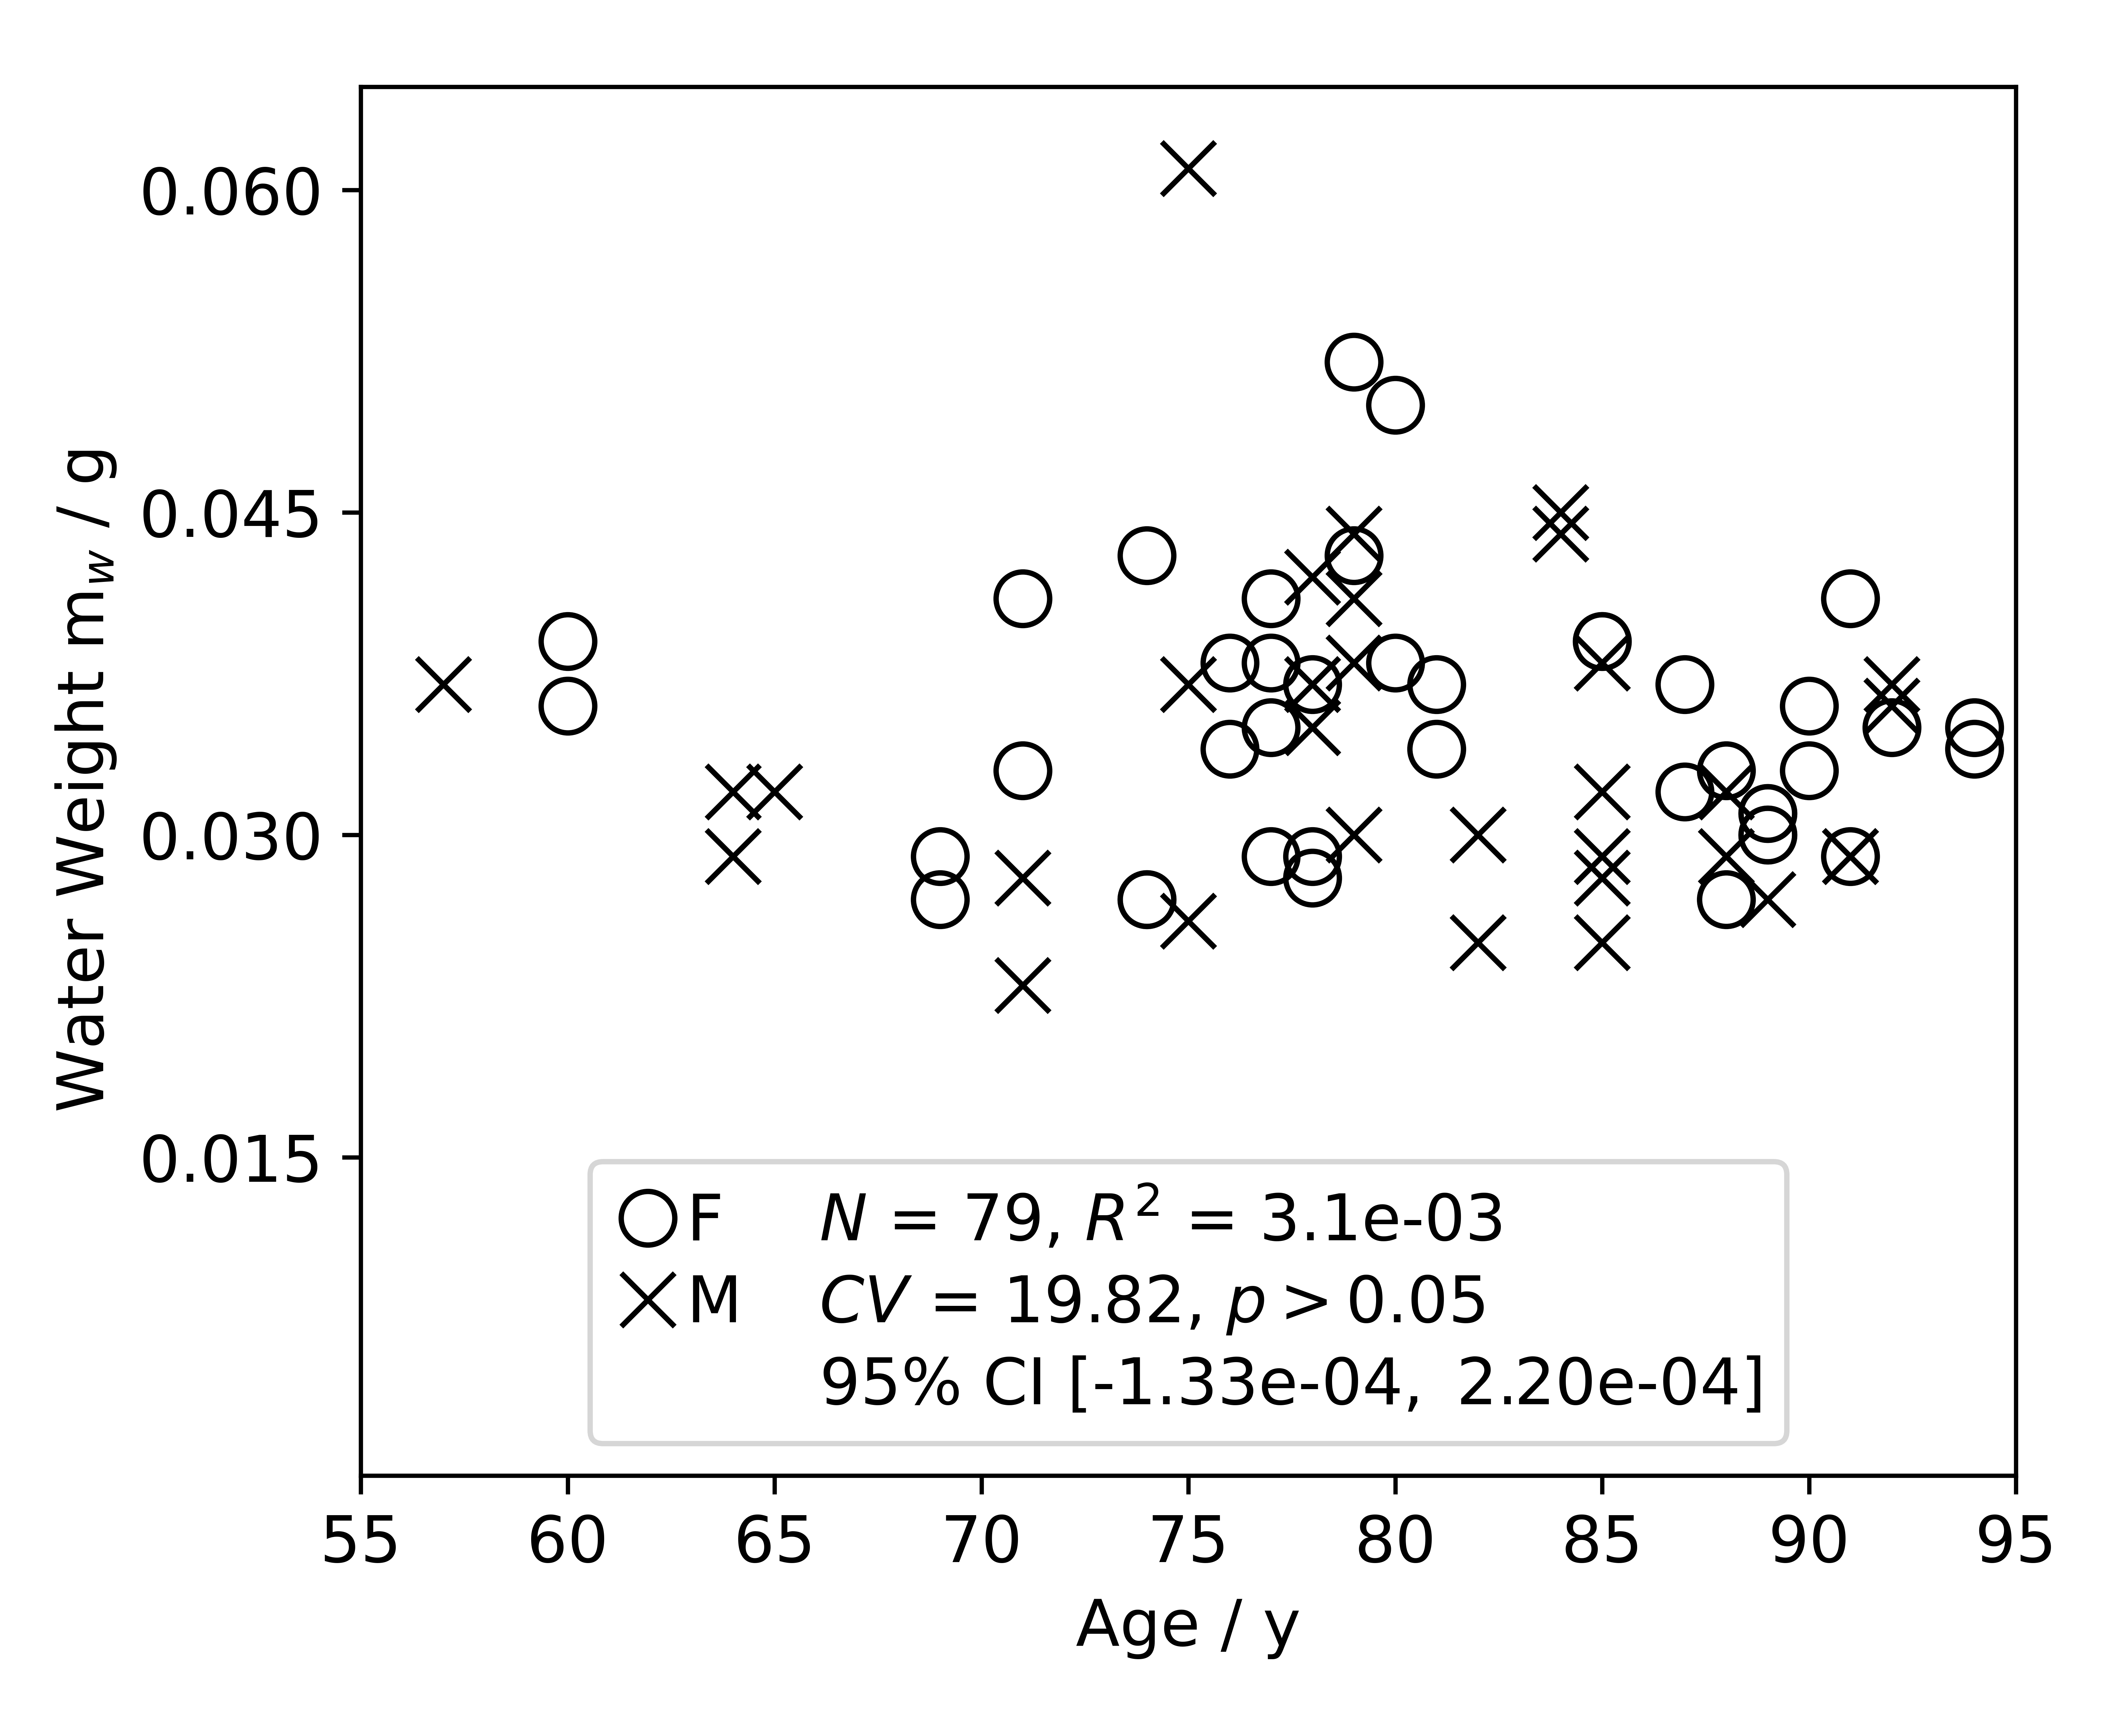 0.060
0.045
0.030
0.015
Water Weight m_w / g
F N = 79, R² = 3.1e-03
M CV = 19.82, p > 0.05
95% CI [-1.33e-04, 2.20e-04]
55 60 65 70 75 80 85 90 95
Age / y